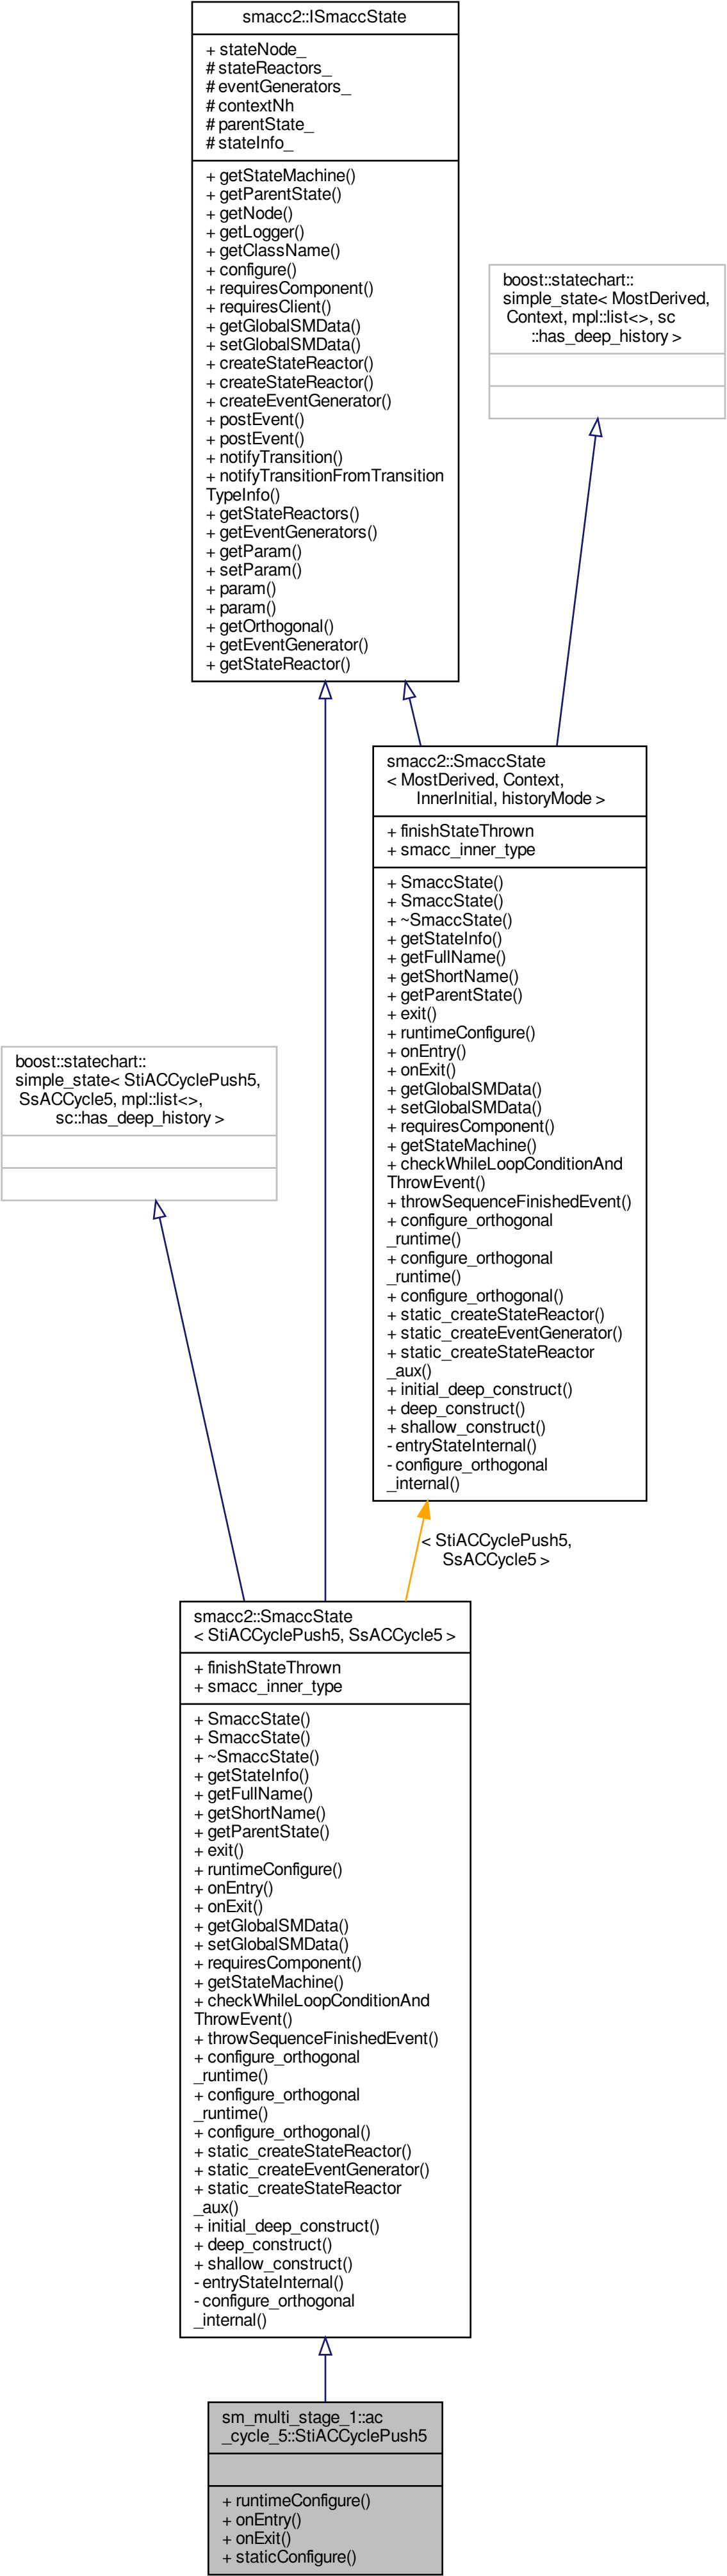 smacc2::ISmaccState
+ stateNode_
# stateReactors_
# eventGenerators_
# contextNh
# parentState_
# stateInfo_
+ getStateMachine()
+ getParentState()
+ getNode()
+ getLogger()
+ getClassName()
+ configure()
+ requiresComponent()
+ requiresClient()
+ getGlobalSMData()
+ setGlobalSMData()
+ createStateReactor()
+ createStateReactor()
+ createEventGenerator()
+ postEvent()
+ postEvent()
+ notifyTransition()
+ notifyTransitionFromTransition
TypeInfo()
+ getStateReactors()
+ getEventGenerators()
+ getParam()
+ setParam()
+ param()
+ param()
+ getOrthogonal()
+ getEventGenerator()
+ getStateReactor()
boost::statechart::
simple_state< MostDerived,
Context, mpl::list<>, sc
::has_deep_history >
smacc2::SmaccState
< MostDerived, Context,
InnerInitial, historyMode >
+ finishStateThrown
+ smacc_inner_type
+ SmaccState()
+ SmaccState()
+ ~SmaccState()
+ getStateInfo()
+ getFullName()
+ getShortName()
+ getParentState()
+ exit()
+ runtimeConfigure()
+ onEntry()
+ onExit()
+ getGlobalSMData()
+ setGlobalSMData()
+ requiresComponent()
+ getStateMachine()
+ checkWhileLoopConditionAnd
ThrowEvent()
+ throwSequenceFinishedEvent()
+ configure_orthogonal
_runtime()
+ configure_orthogonal
_runtime()
+ configure_orthogonal()
+ static_createStateReactor()
+ static_createEventGenerator()
+ static_createStateReactor
_aux()
+ initial_deep_construct()
+ deep_construct()
+ shallow_construct()
- entryStateInternal()
- configure_orthogonal
_internal()
boost::statechart::
simple_state< StiACCyclePush5,
SsACCycle5, mpl::list<>,
sc::has_deep_history >
< StiACCyclePush5,
SsACCycle5 >
smacc2::SmaccState
< StiACCyclePush5, SsACCycle5 >
+ finishStateThrown
+ smacc_inner_type
+ SmaccState()
+ SmaccState()
+ ~SmaccState()
+ getStateInfo()
+ getFullName()
+ getShortName()
+ getParentState()
+ exit()
+ runtimeConfigure()
+ onEntry()
+ onExit()
+ getGlobalSMData()
+ setGlobalSMData()
+ requiresComponent()
+ getStateMachine()
+ checkWhileLoopConditionAnd
ThrowEvent()
+ throwSequenceFinishedEvent()
+ configure_orthogonal
_runtime()
+ configure_orthogonal
_runtime()
+ configure_orthogonal()
+ static_createStateReactor()
+ static_createEventGenerator()
+ static_createStateReactor
_aux()
+ initial_deep_construct()
+ deep_construct()
+ shallow_construct()
- entryStateInternal()
- configure_orthogonal
_internal()
sm_multi_stage_1::ac
_cycle_5::StiACCyclePush5
+ runtimeConfigure()
+ onEntry()
+ onExit()
+ staticConfigure()